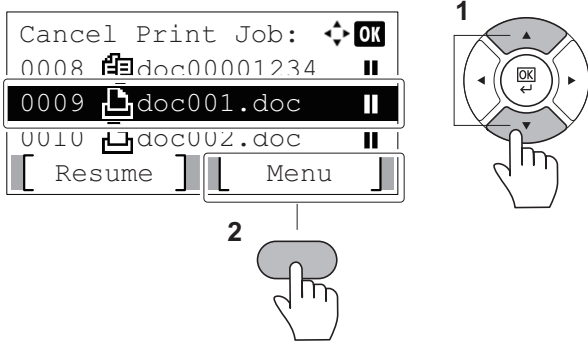 Cancel Print Job: OK
0008 doc00001234
0009 doc001.doc
0010 doc002.doc
[ Resume ] [ Menu ]
1
OK
2